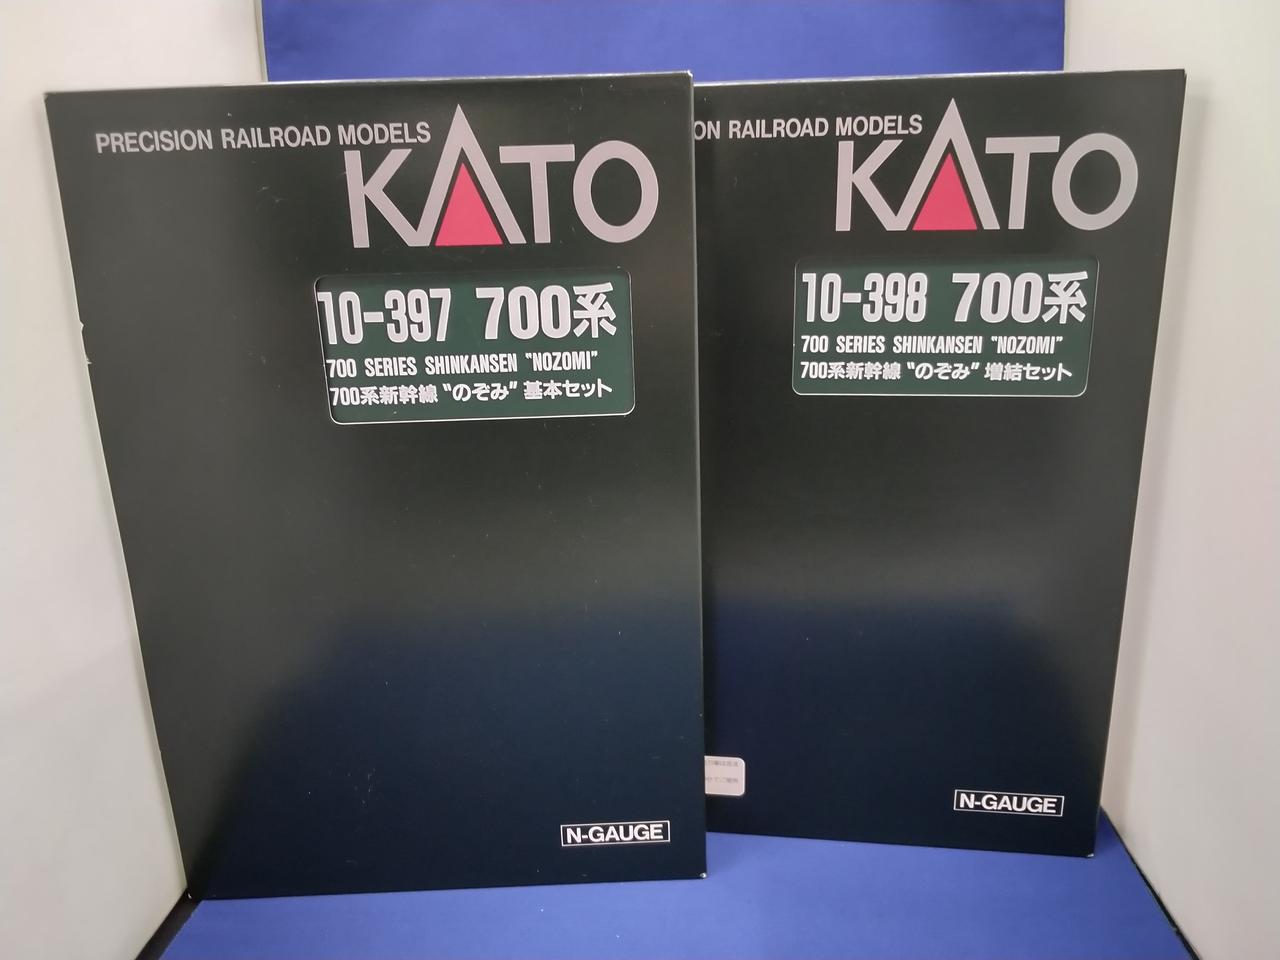 PRECISION RAILROAD MODELS
KATO
10-397 700系
700 SERIES SHINKANSEN "NOZOMI"
700系新幹線 "のぞみ" 基本セット
N-GAUGE
ON RAILROAD MODELS
KATO
10-398 700系
700 SERIES SHINKANSEN "NOZOMI"
700系新幹線 "のぞみ" 増結セット
N-GAUGE